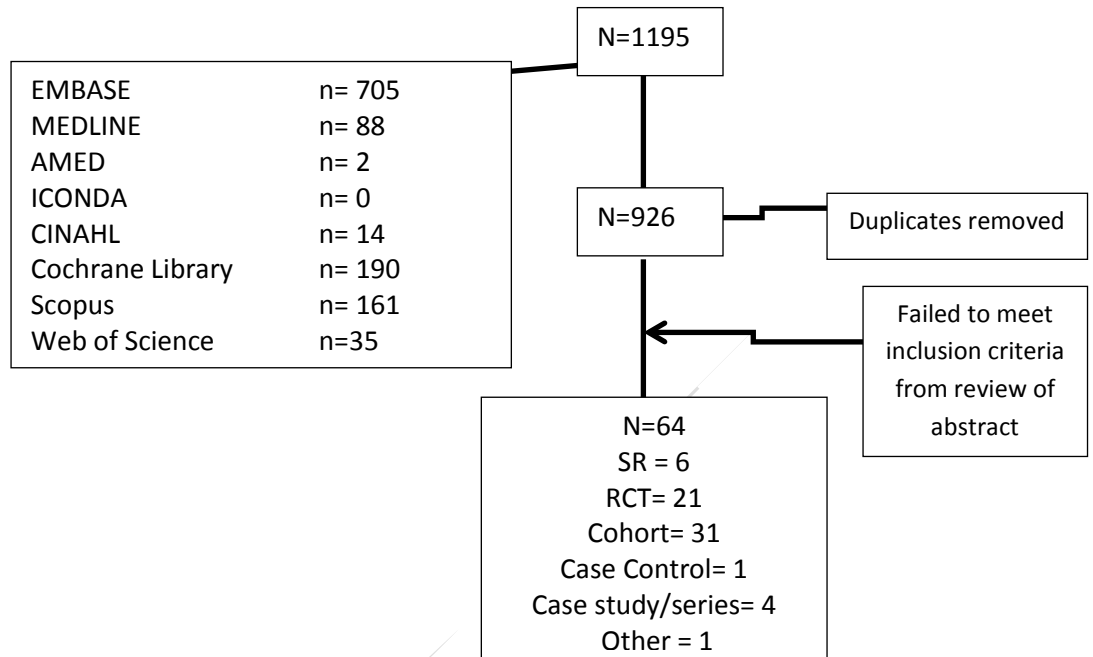 N=1195
EMBASE n= 705
MEDLINE n= 88
AMED n= 2
ICONDA n= 0
CINAHL n= 14
Cochrane Library n= 190
Scopus n= 161
Web of Science n=35
N=926
Duplicates removed
Failed to meet
inclusion criteria
from review of
abstract
N=64
SR = 6
RCT= 21
Cohort= 31
Case Control= 1
Case study/series= 4
Other = 1